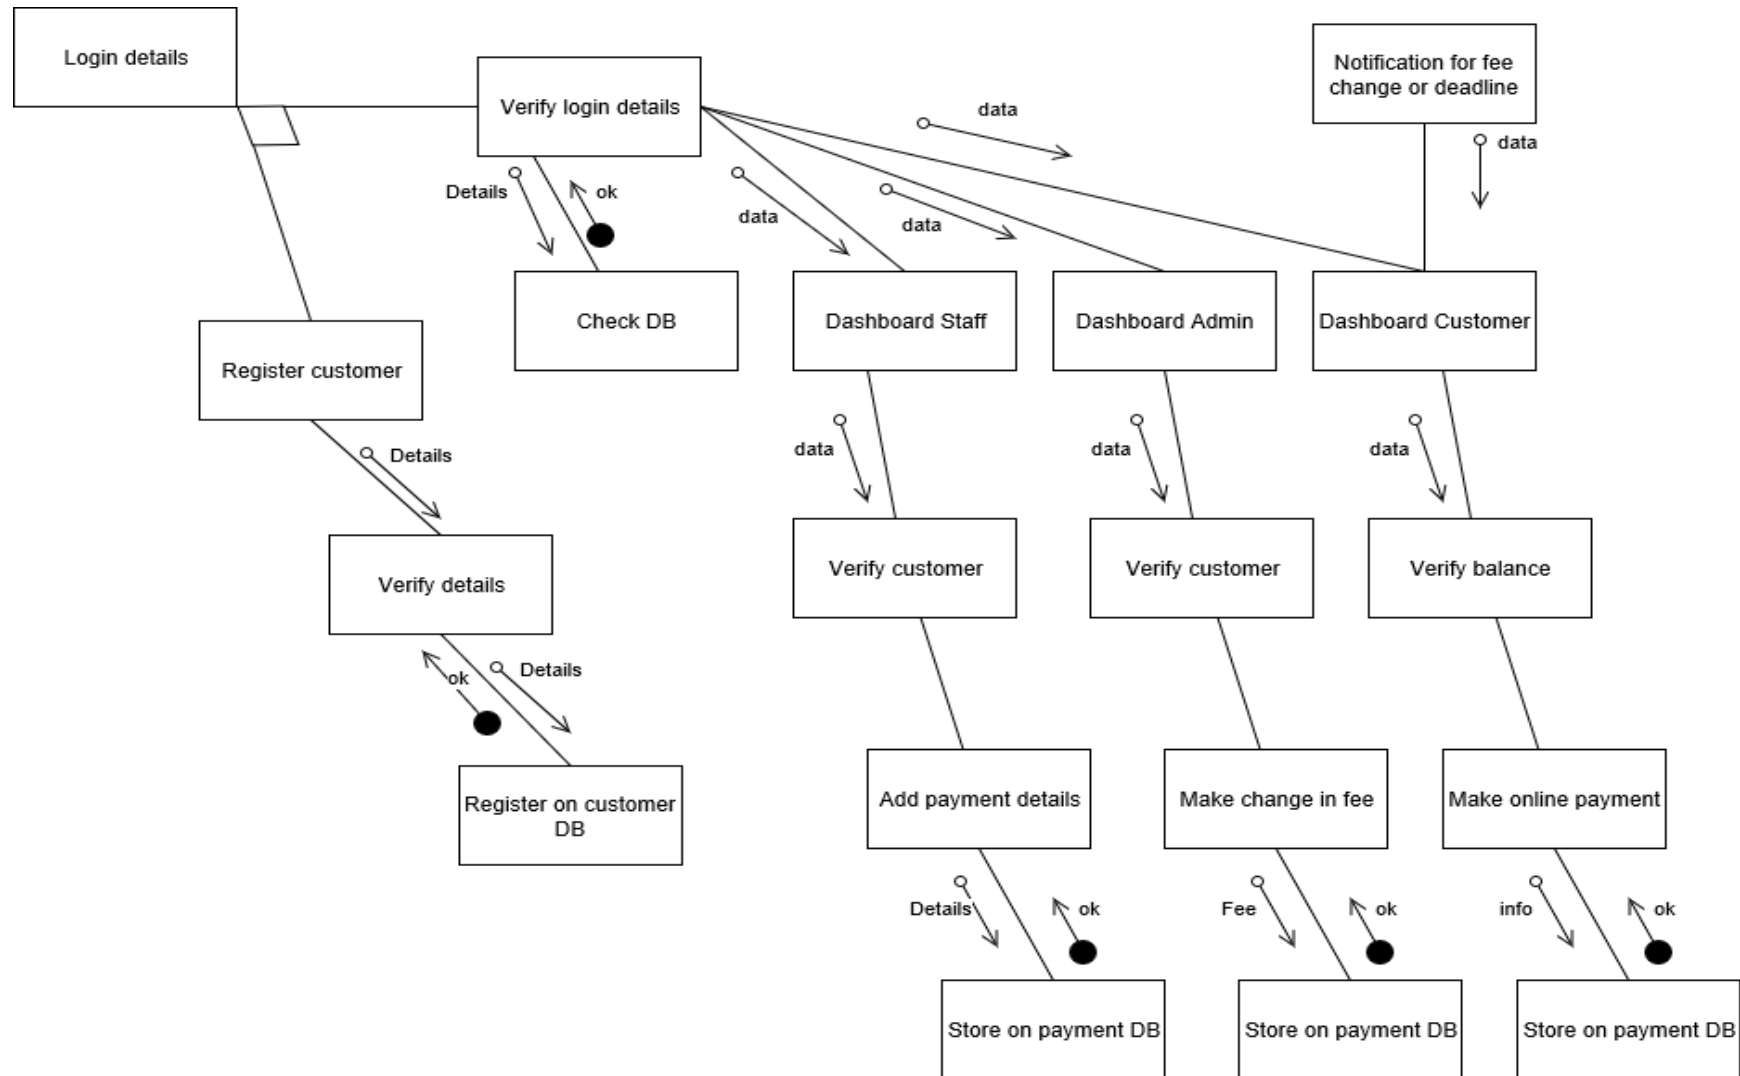 Login details
Verify login details
Notification for fee
change or deadline
data
data
Details
ok
data
data
Check DB
Dashboard Staff
Dashboard Admin
Dashboard Customer
Register customer
Details
data
data
data
Verify details
Verify customer
Verify customer
Verify balance
ok
Details
Register on customer
DB
Add payment details
Make change in fee
Make online payment
Details
ok
Fee
ok
info
ok
Store on payment DB
Store on payment DB
Store on payment DB